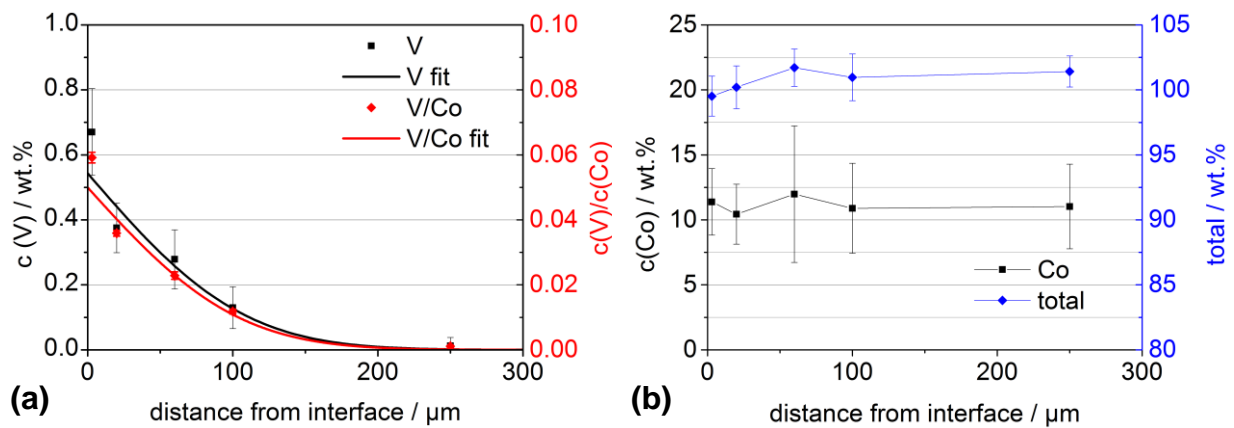 1.0
0.8
0.6
0.4
0.2
0.0
c (V) / wt.%
V
V fit
V/Co
V/Co fit
0.10
0.08
0.06
0.04
0.02
0.00
c(V)/c(Co)
0
100
200
300
distance from interface / µm
(a)
25
20
15
10
5
0
c(Co) / wt.%
Co
total
105
100
95
90
85
80
total / wt.%
0
100
200
300
distance from interface / µm
(b)